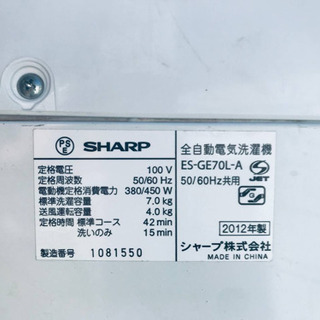 PS E SHARP
全自動電気洗濯機
ES-GE70L-A
50/60Hz共用
S JET
定格電圧 100 V
定格周波数 50/60 Hz
電動機定格消費電力 380/450 W
標準洗濯容量 7.0 kg
送風運転容量 4.0 kg
定格時間 標準コース 42 min
洗いのみ 15 min
製造番号 1081550
2012年製
シャープ株式会社
MADE IN CHINA